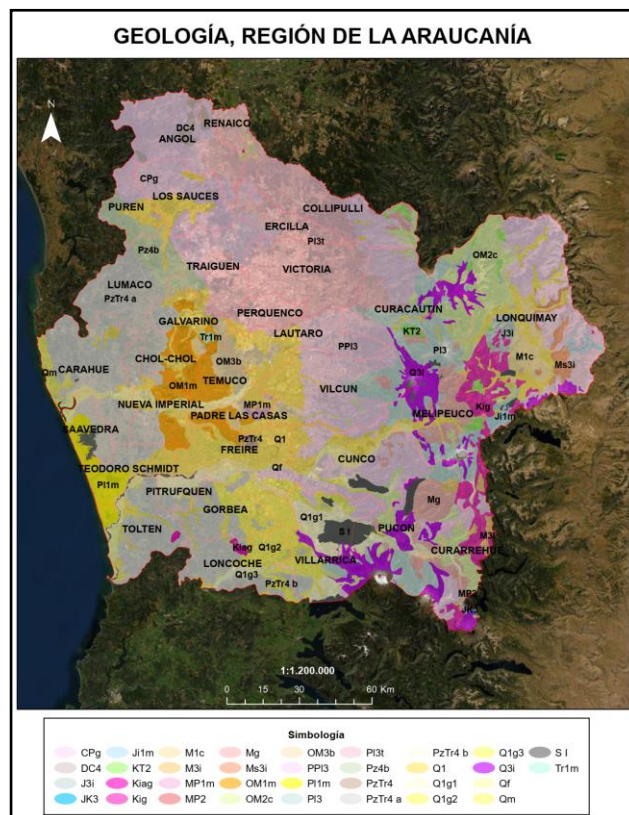 GEOLOGÍA, REGIÓN DE LA ARAUCANÍA
N
DC4
RENAICO
ANGOL
CPg
LOS SAUCES
PUREN
COLLIPULLI
ERCILLA
Pl3t
Pz4b
OM2c
TRAIGUEN
VICTORIA
LUMACO
PzTr4 a
PERQUENCO
CURACAUTIN
LONQUIMAY
GALVARINO
Tr1m
LAUTARO
KT2
J3i
CHOL-CHOL
OM3b
PPl3
Pl3
M1c
Ms3i
Qm
CARAHUE
TEMUCO
Q3i
OM1m
VILCUN
NUEVA IMPERIAL
MP1m
Kig
PADRE LAS CASAS
MELIPEUCO
Ji1m
SAAVEDRA
PzTr4
Q1
FREIRE
CUNCO
TEODORO SCHMIDT
Qf
Pl1m
PITRUFQUEN
Mg
GORBEA
Q1g1
TOLTEN
S I
PUCON
M3i
Kiag
Q1g2
CURARREHUE
LONCOCHE
VILLARRICA
Q1g3
PzTr4 b
MP2
JK3
1:1.200.000
0 15 30 60 Km
Simbología
CPg Ji1m M1c Mg OM3b Pl3t PzTr4 b Q1g3 S I
DC4 KT2 M3i Ms3i PPl3 Pz4b Q1 Q3i Tr1m
J3i Kiag MP1m OM1m Pl1m PzTr4 Q1g1 Qf
JK3 Kig MP2 OM2c Pl3 PzTr4 a Q1g2 Qm